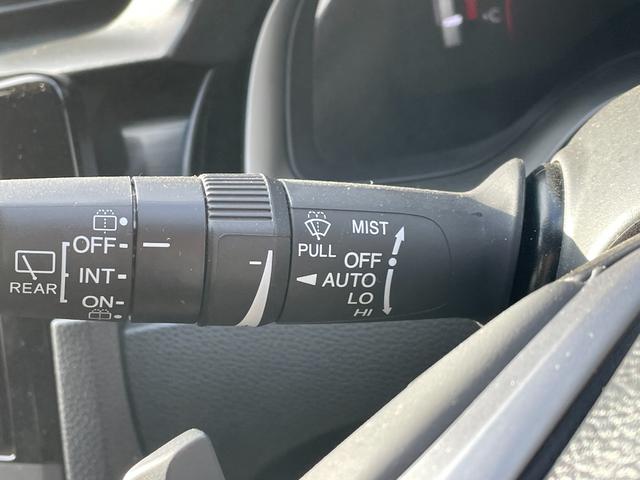 OFF
INT
ON
REAR
PULL
MIST
OFF
AUTO
LO
HI
°C